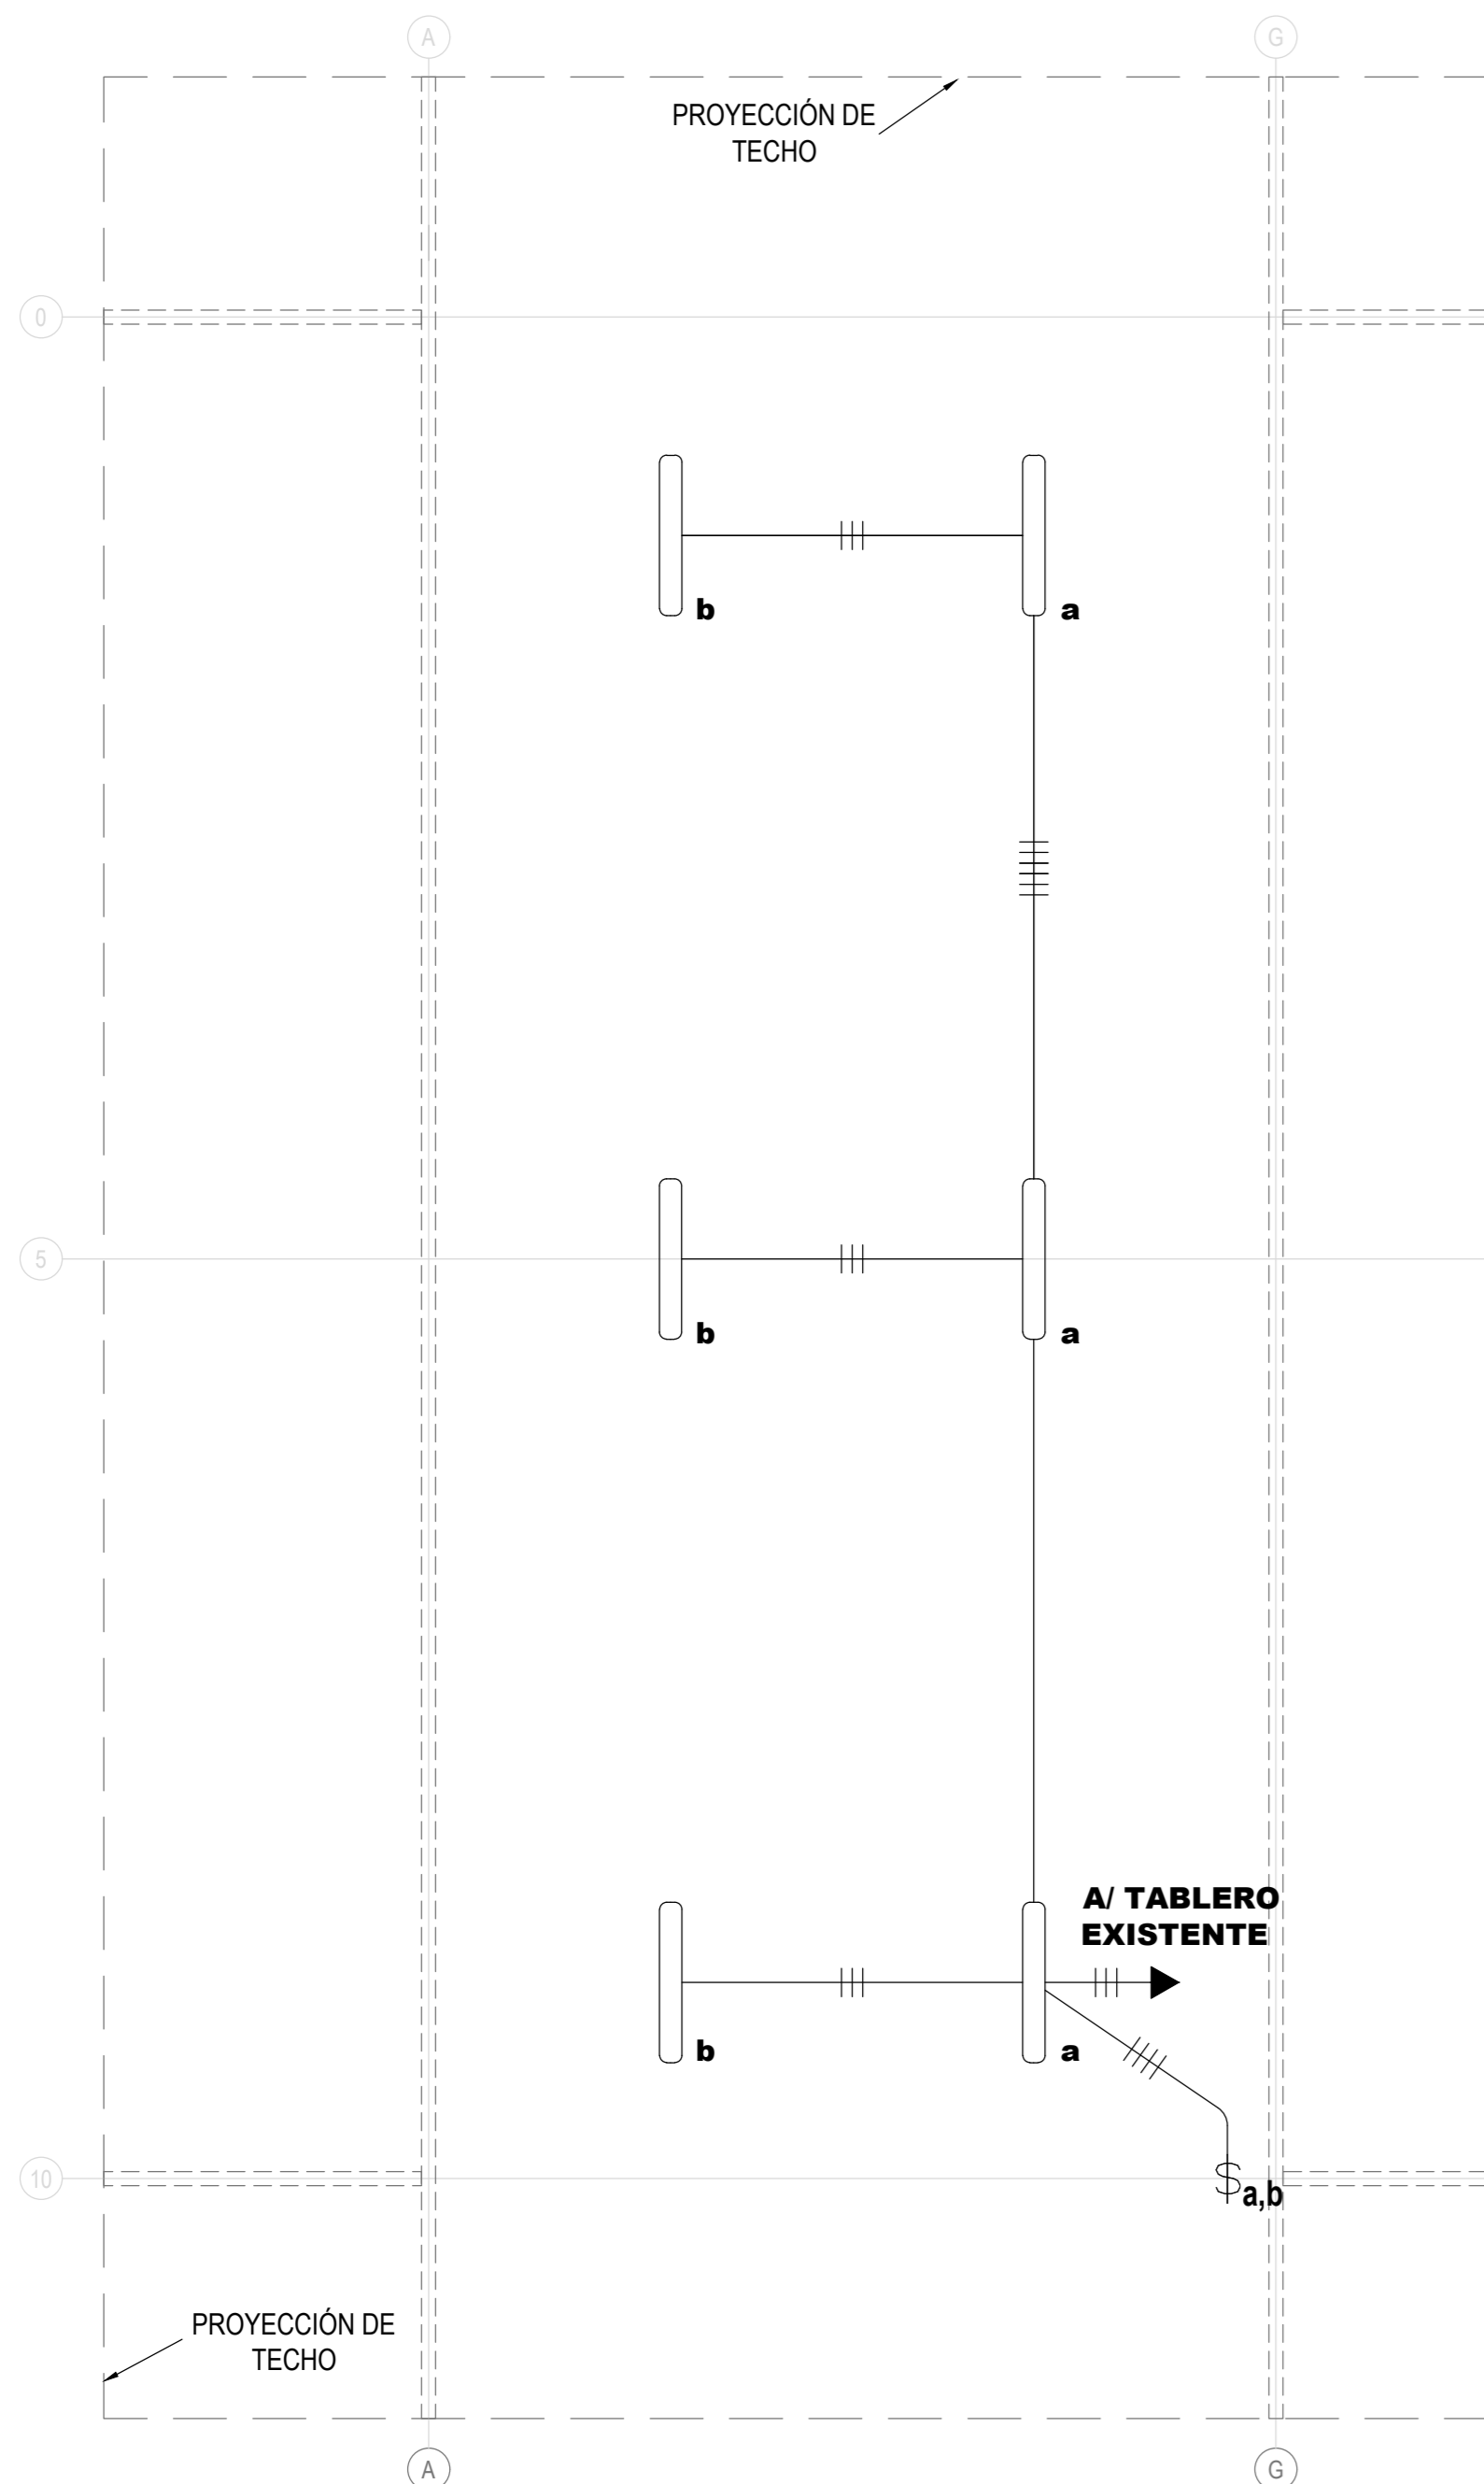 A
G
PROYECCIÓN DE
TECHO
0
b
a
5
b
a
A/ TABLERO
EXISTENTE
b
a
10
a,b
PROYECCIÓN DE
TECHO
A
G